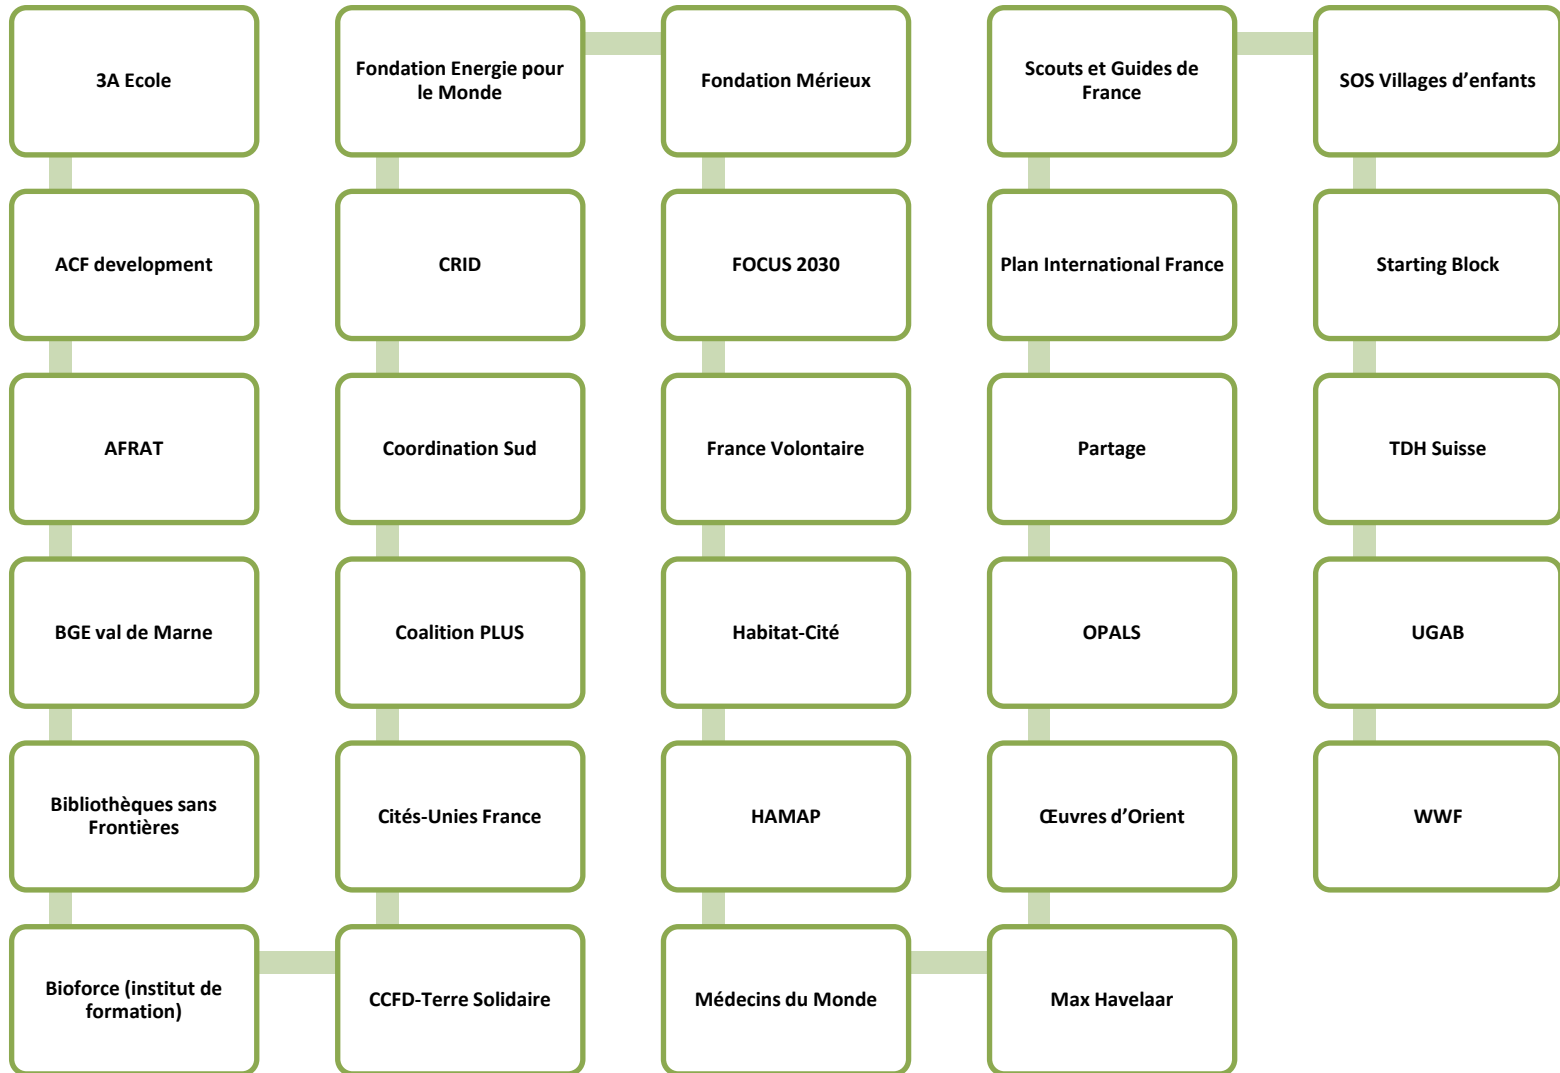 3A Ecole
ACF development
AFRAT
BGE val de Marne
Bibliothèques sans
Frontières
Bioforce (institut de
formation)
CCFD-Terre Solidaire
Cités-Unies France
Coalition PLUS
Coordination Sud
CRID
Fondation Energie pour
le Monde
Fondation Mérieux
FOCUS 2030
France Volontaire
Habitat-Cité
HAMAP
Médecins du Monde
Max Havelaar
Œuvres d’Orient
OPALS
Partage
Plan International France
Scouts et Guides de
France
SOS Villages d’enfants
Starting Block
TDH Suisse
UGAB
WWF